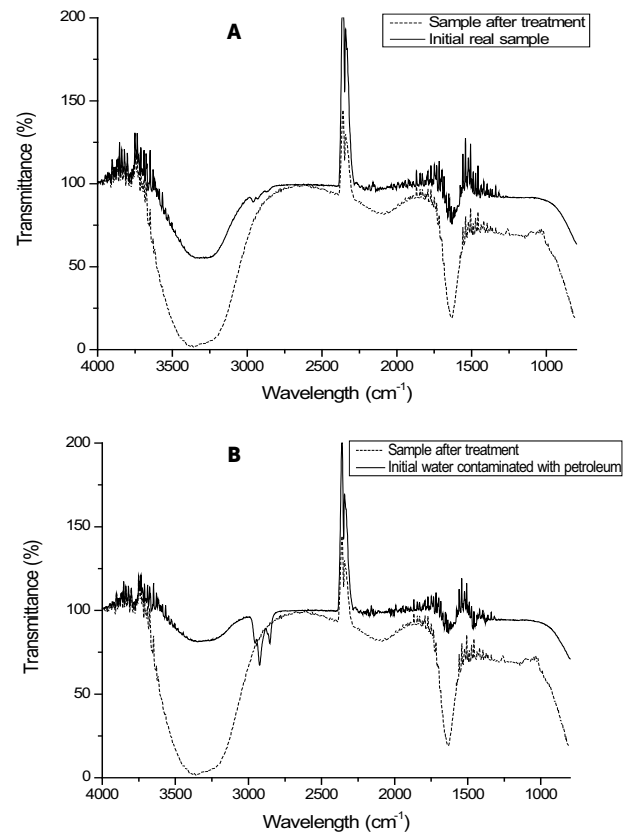 A
Sample after treatment
Initial real sample
200
150
100
50
0
Transmittance (%)
4000 3500 3000 2500 2000 1500 1000
Wavelength (cm-1)
B
Sample after treatment
Initial water contaminated with petroleum
200
150
100
50
0
Transmittance (%)
4000 3500 3000 2500 2000 1500 1000
Wavelength (cm-1)